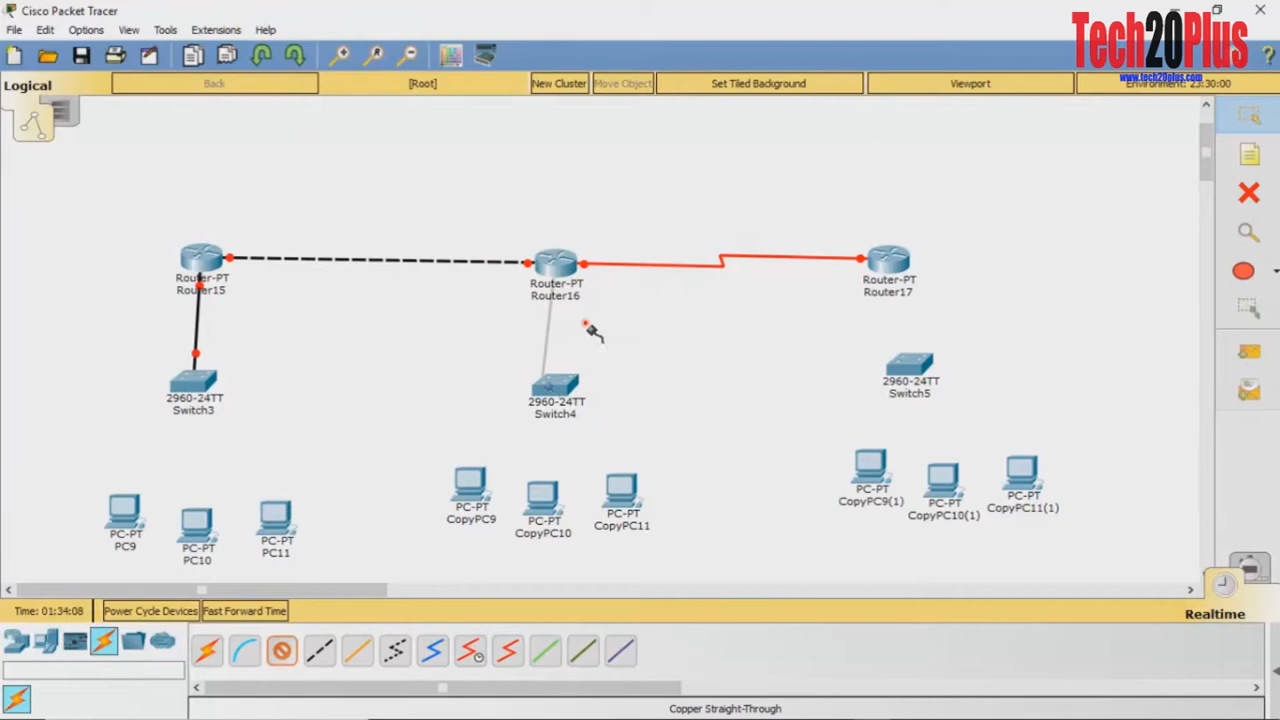 Cisco Packet Tracer
File Edit Options View Tools Extensions Help
Tech20Plus
www.tech20plus.com
?
Logical
Back
[Root]
New Cluster
Move Object
Set Tiled Background
Viewport
Environment: 23:30:00
Router-PT
Router15
Router-PT
Router16
Router-PT
Router17
2960-24TT
Switch3
2960-24TT
Switch4
2960-24TT
Switch5
PC-PT
PC9
PC-PT
PC10
PC-PT
PC11
PC-PT
CopyPC9
PC-PT
CopyPC10
PC-PT
CopyPC11
PC-PT
CopyPC9(1)
PC-PT
CopyPC10(1)
PC-PT
CopyPC11(1)
Time: 01:34:08
Power Cycle Devices
Fast Forward Time
Realtime
Copper Straight-Through